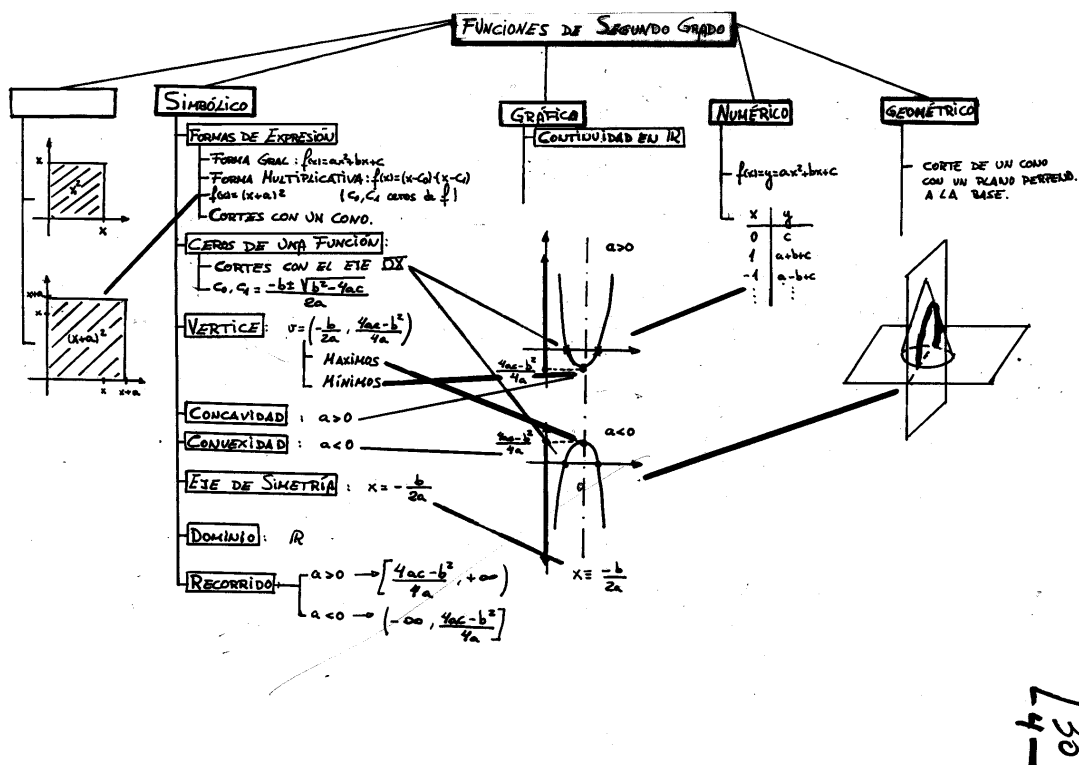 FUNCIONES DE SEGUNDO GRADO
SIMBÓLICO
FORMAS DE EXPRESIÓN
FORMA GRAL: f(x)=ax²+bx+c
FORMA MULTIPLICATIVA: f(x)=(x-C₀)·(x-C₁)
f(x)=(x+a)² (C₀,C₁ ceros de f)
CORTES CON UN CONO.
CEROS DE UNA FUNCIÓN:
CORTES CON EL EJE OX
C₀, C₁ = (-b±√(b²-4ac))/2a
VERTICE: v=(-b/2a, (4ac-b²)/4a)
MAXIMOS
MÍNIMOS
CONCAVIDAD: a>0
CONVEXIDAD: a<0
EJE DE SIMETRÍA: x=-b/2a
DOMINIO: ℝ
RECORRIDO
a>0 → [(4ac-b²)/4a, +∞)
a<0 → (-∞, (4ac-b²)/4a]
x
x²
x
x+a
x
(x+a)²
x
x+a
GRÁFICA
CONTINUIDAD EN ℝ
a>0
(4ac-b²)/4a
a<0
(4ac-b²)/4a
x≡-b/2a
NUMÉRICO
f(x)=y=ax²+bx+c
x y
0 c
1 a+b+c
-1 a-b+c
⋮ ⋮
GEOMÉTRICO
CORTE DE UN CONO
CON UN PLANO PERPEND.
A LA BASE.